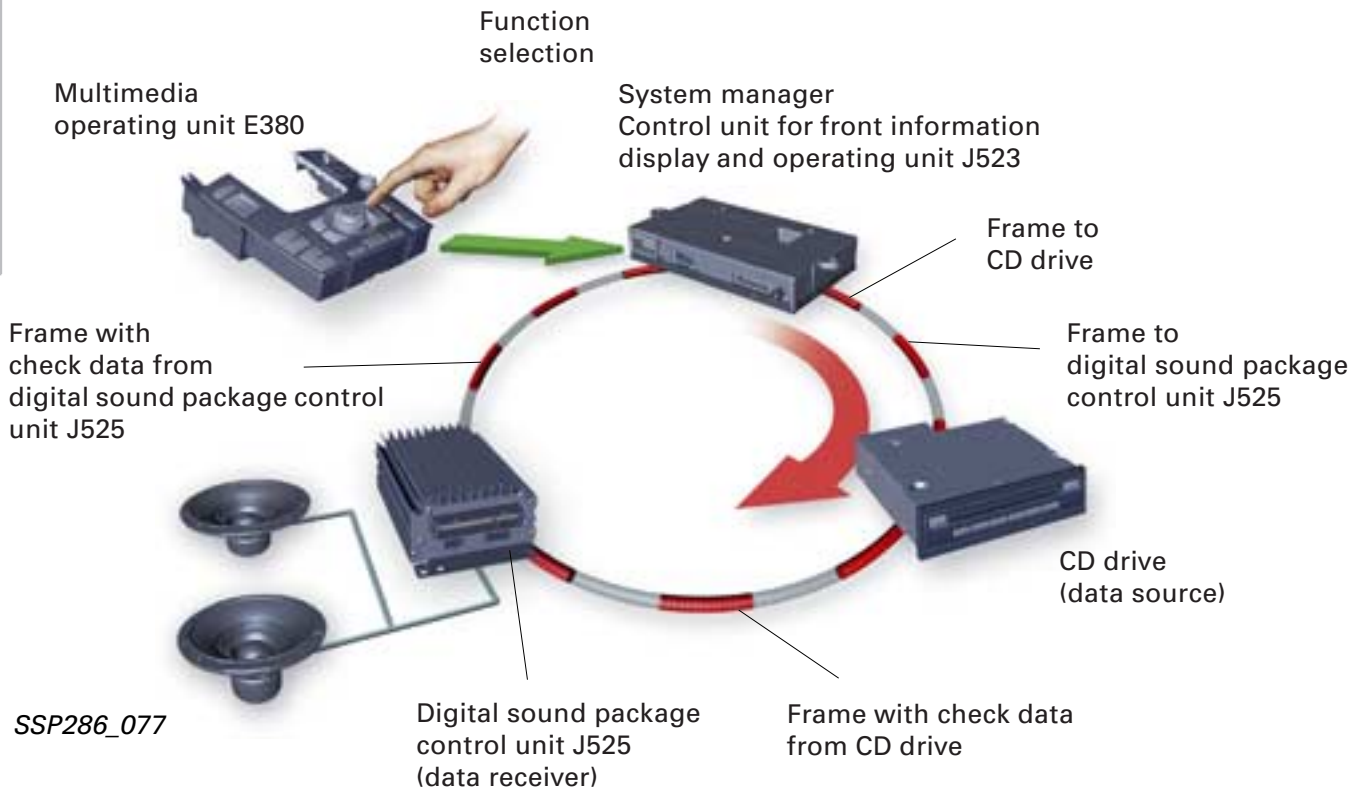 Function
selection
Multimedia
operating unit E380
System manager
Control unit for front information
display and operating unit J523
Frame to
CD drive
Frame to
digital sound package
control unit J525
Frame with
check data from
digital sound package control
unit J525
CD drive
(data source)
Digital sound package
control unit J525
(data receiver)
Frame with check data
from CD drive
SSP286_077